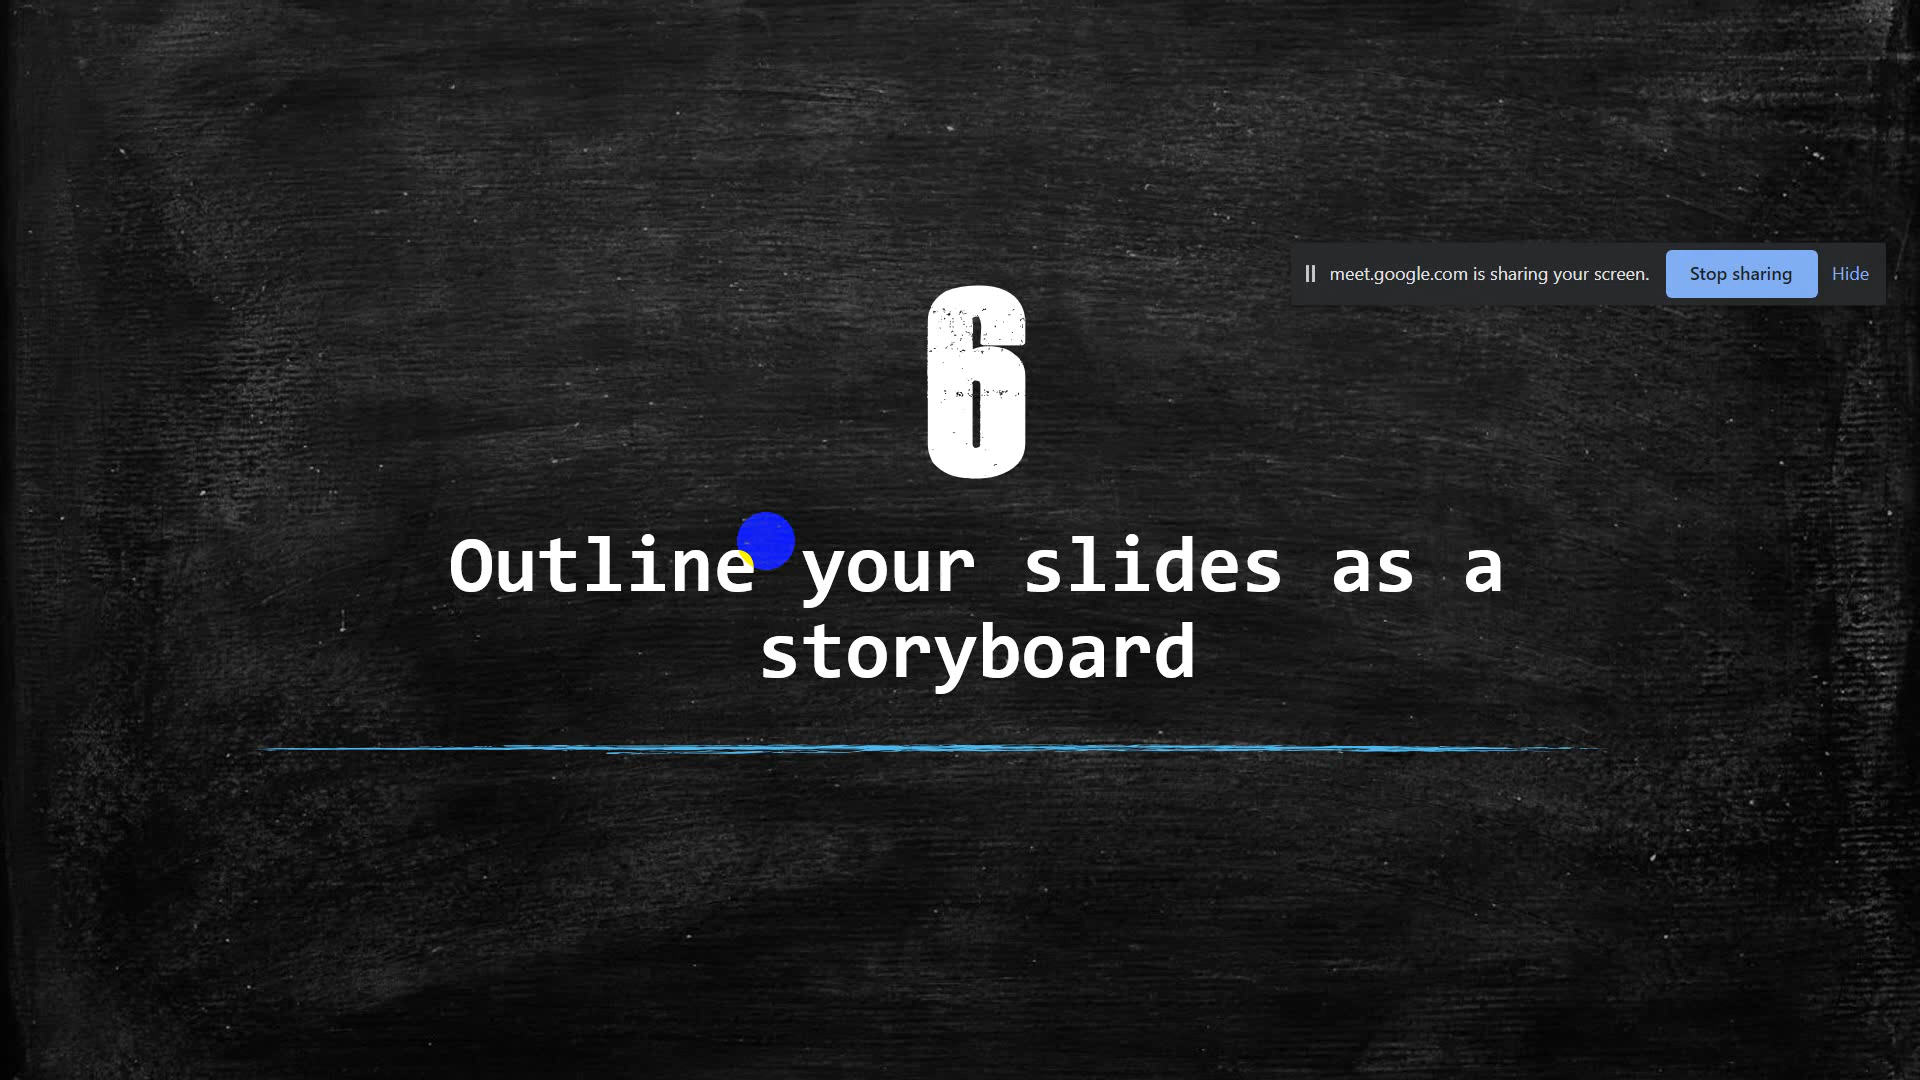 meet.google.com is sharing your screen. Stop sharing Hide
6
Outline your slides as a
storyboard